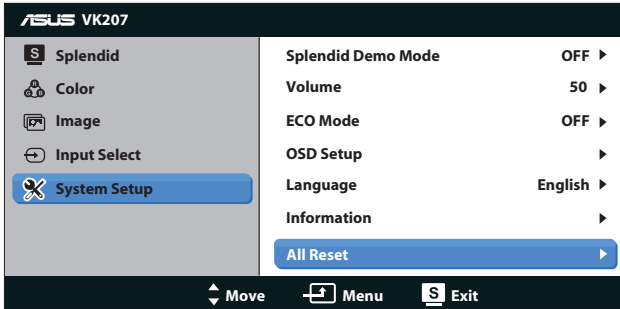 ASUS VK207
S Splendid
Color
Image
Input Select
System Setup
Splendid Demo Mode OFF
Volume 50
ECO Mode OFF
OSD Setup
Language English
Information
All Reset
Move Menu S Exit